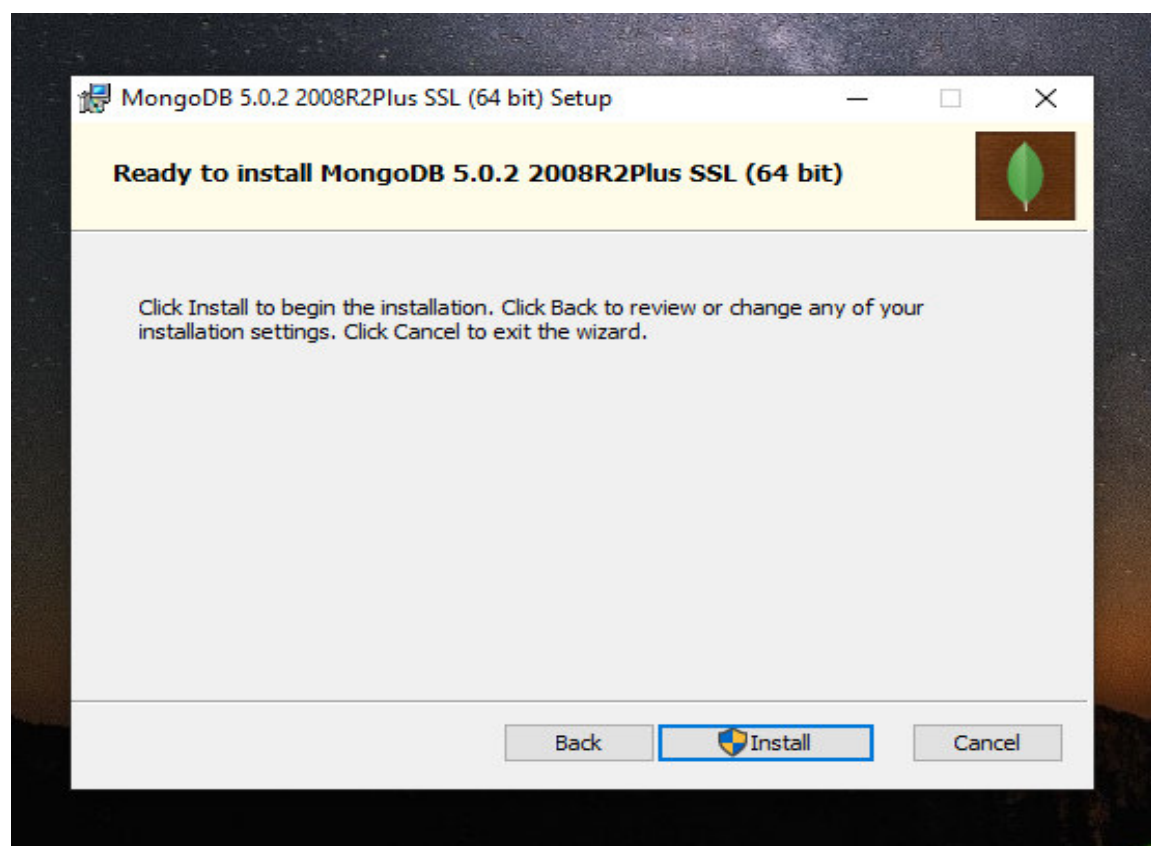 MongoDB 5.0.2 2008R2Plus SSL (64 bit) Setup
Ready to install MongoDB 5.0.2 2008R2Plus SSL (64 bit)
Click Install to begin the installation. Click Back to review or change any of your
installation settings. Click Cancel to exit the wizard.
Back Install Cancel